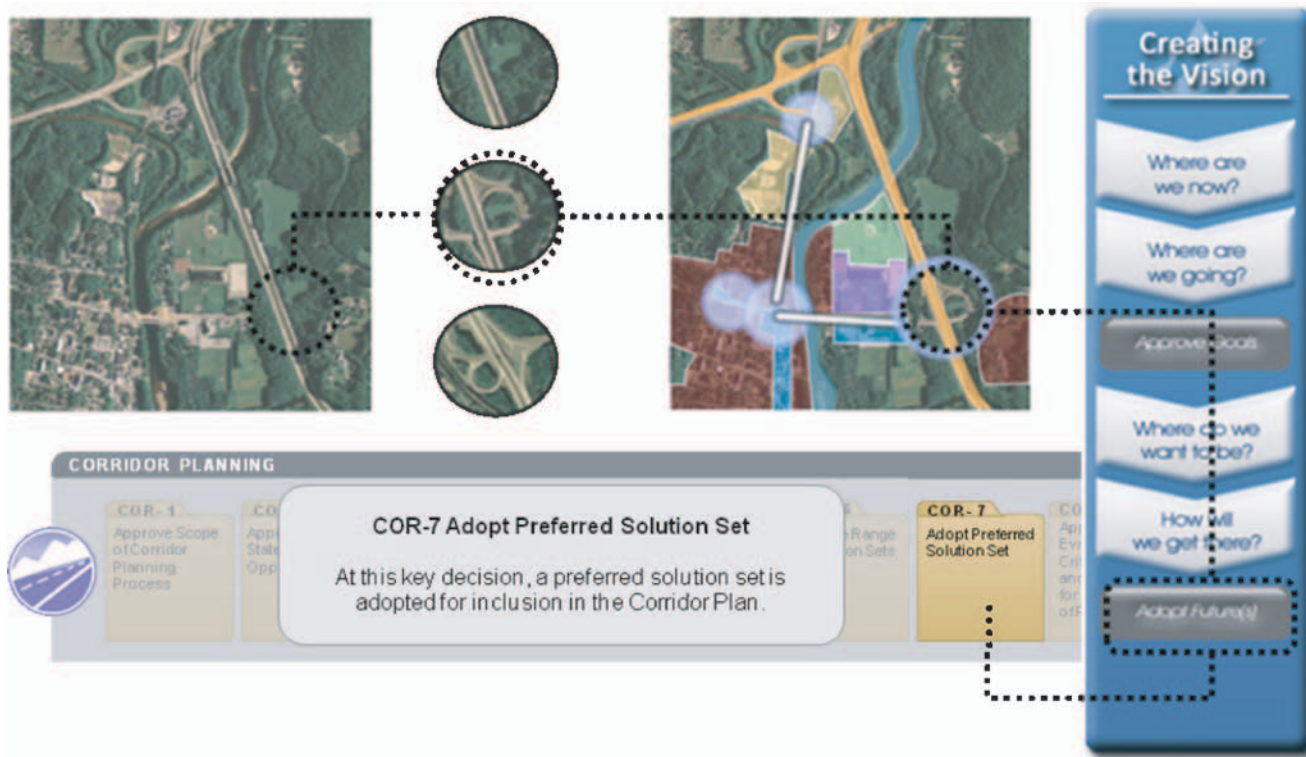 Creating
the Vision
Where are
we now?
Where are
we going?
Approve Goals
Where do we
want to be?
How will
we get there?
Adopt Future(s)
CORRIDOR PLANNING
COR-1
Approve Scope
of Corridor
Planning
Process
COR-7 Adopt Preferred Solution Set
At this key decision, a preferred solution set is
adopted for inclusion in the Corridor Plan.
Range
COR-7
Adopt Preferred
Solution Set
and
for